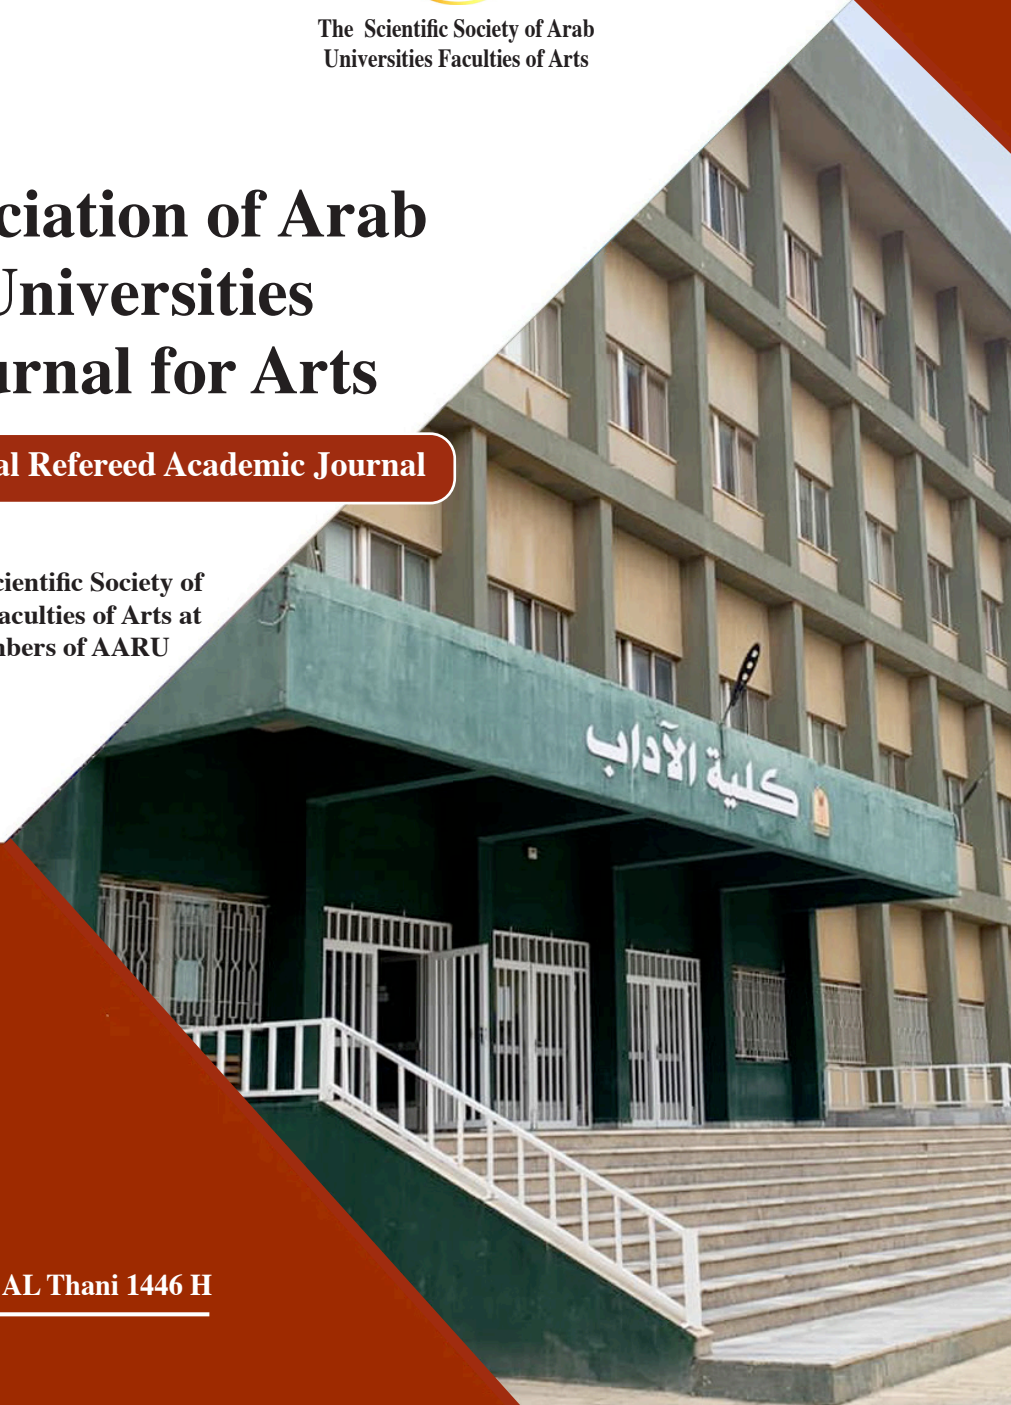 The Scientific Society of Arab
Universities Faculties of Arts
ciation of Arab
Universities
urnal for Arts
al Refereed Academic Journal
cientific Society of
aculties of Arts at
mbers of AARU
كلية الآداب
AL Thani 1446 H